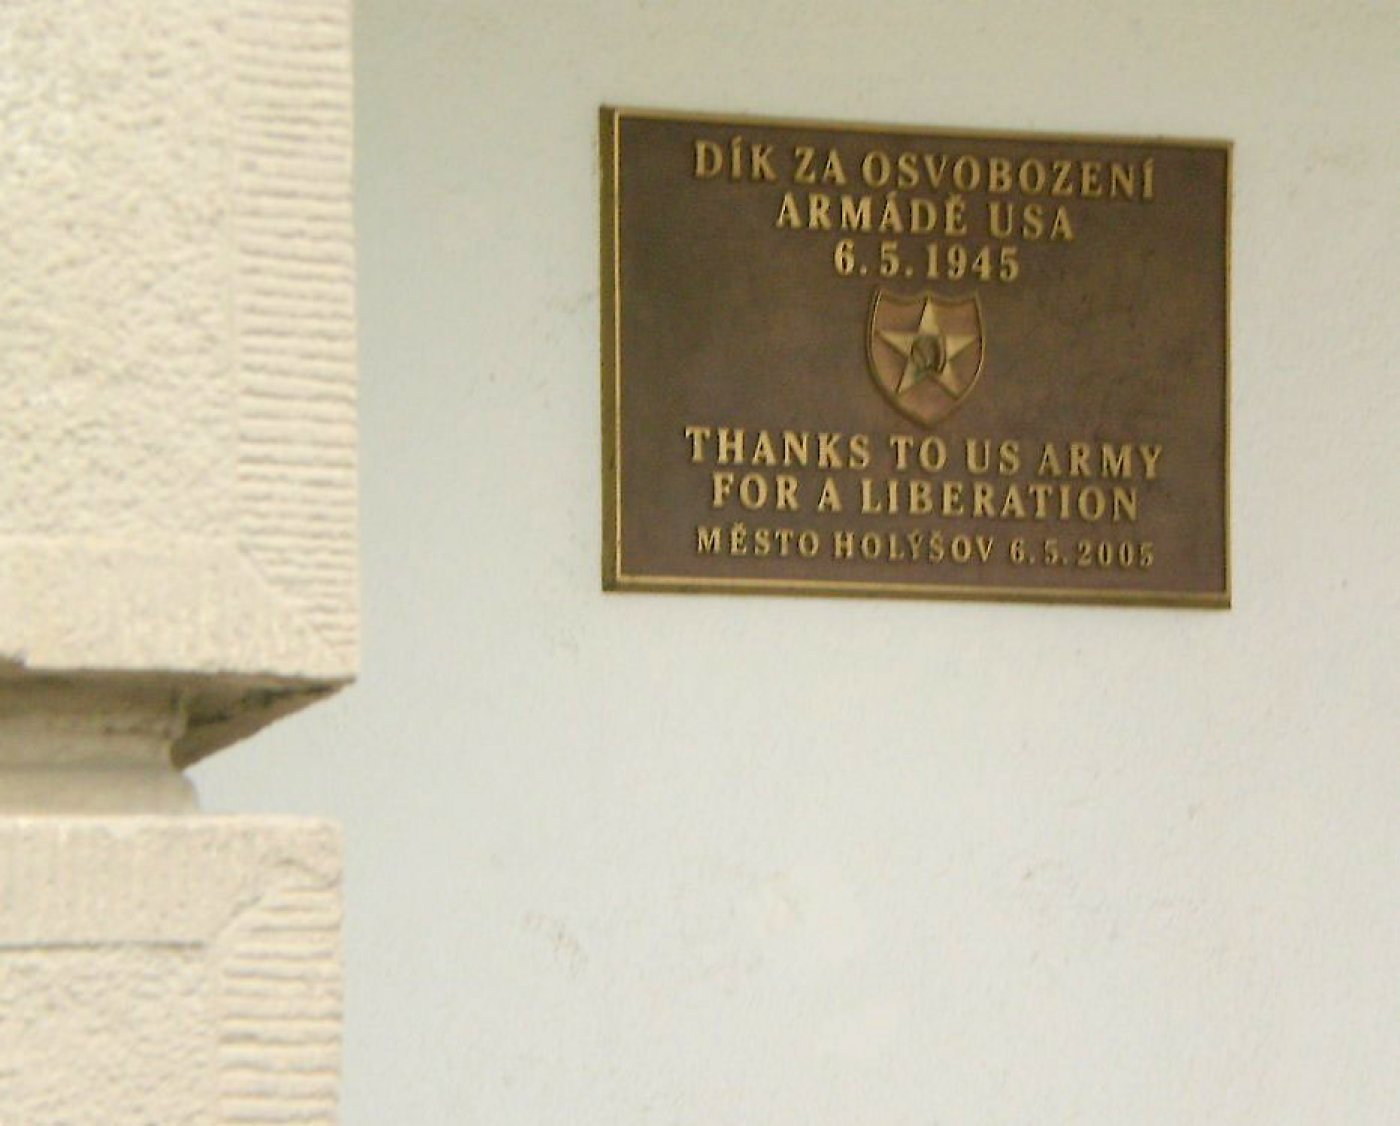 DÍK ZA OSVOBOZENÍ
ARMÁDĚ USA
6.5.1945
THANKS TO US ARMY
FOR A LIBERATION
MĚSTO HOLÝŠOV 6.5.2005